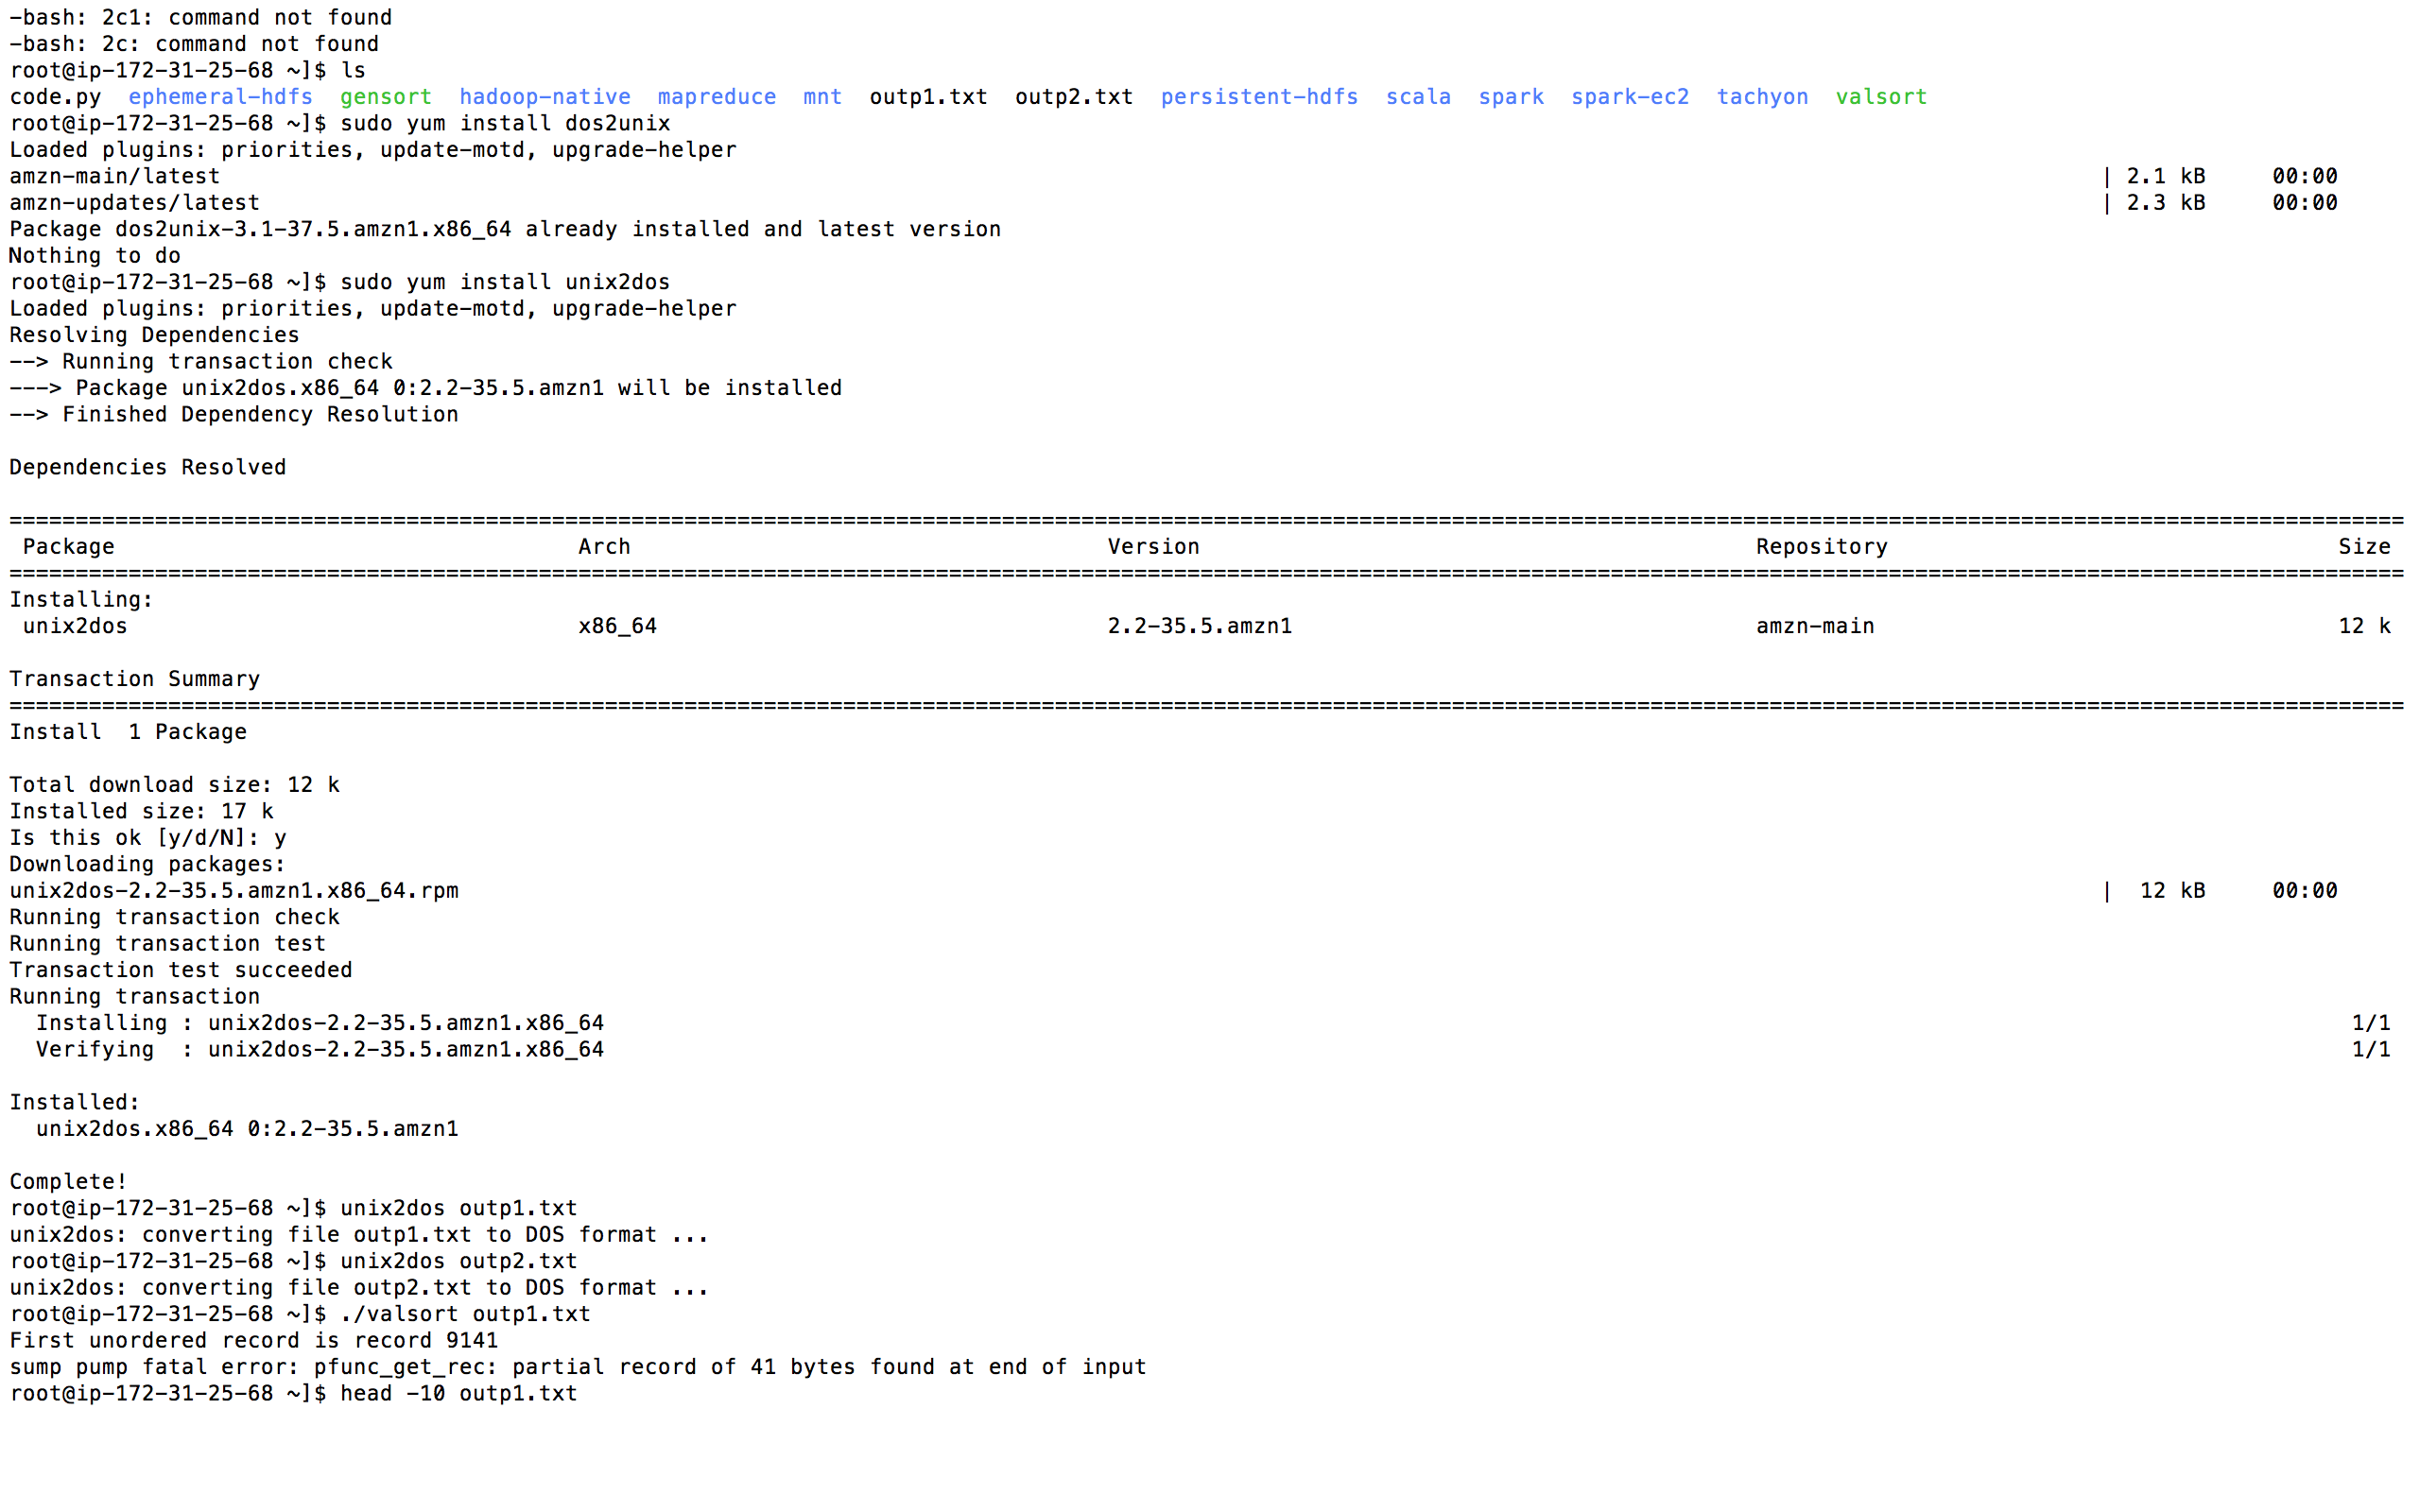 -bash: 2c1: command not found
-bash: 2c: command not found
root@ip-172-31-25-68 ~]$ ls
code.py  ephemeral-hdfs  gensort  hadoop-native  mapreduce  mnt  outp1.txt  outp2.txt  persistent-hdfs  scala  spark  spark-ec2  tachyon  valsort
root@ip-172-31-25-68 ~]$ sudo yum install dos2unix
Loaded plugins: priorities, update-motd, upgrade-helper
amzn-main/latest | 2.1 kB     00:00
amzn-updates/latest | 2.3 kB     00:00
Package dos2unix-3.1-37.5.amzn1.x86_64 already installed and latest version
Nothing to do
root@ip-172-31-25-68 ~]$ sudo yum install unix2dos
Loaded plugins: priorities, update-motd, upgrade-helper
Resolving Dependencies
--> Running transaction check
---> Package unix2dos.x86_64 0:2.2-35.5.amzn1 will be installed
--> Finished Dependency Resolution

Dependencies Resolved

================================================================================
 Package          Arch          Version          Repository          Size
================================================================================
Installing:
 unix2dos          x86_64          2.2-35.5.amzn1          amzn-main          12 k

Transaction Summary
================================================================================
Install  1 Package

Total download size: 12 k
Installed size: 17 k
Is this ok [y/d/N]: y
Downloading packages:
unix2dos-2.2-35.5.amzn1.x86_64.rpm |  12 kB     00:00
Running transaction check
Running transaction test
Transaction test succeeded
Running transaction
  Installing : unix2dos-2.2-35.5.amzn1.x86_64 1/1
  Verifying  : unix2dos-2.2-35.5.amzn1.x86_64 1/1

Installed:
  unix2dos.x86_64 0:2.2-35.5.amzn1

Complete!
root@ip-172-31-25-68 ~]$ unix2dos outp1.txt
unix2dos: converting file outp1.txt to DOS format ...
root@ip-172-31-25-68 ~]$ unix2dos outp2.txt
unix2dos: converting file outp2.txt to DOS format ...
root@ip-172-31-25-68 ~]$ ./valsort outp1.txt
First unordered record is record 9141
sump pump fatal error: pfunc_get_rec: partial record of 41 bytes found at end of input
root@ip-172-31-25-68 ~]$ head -10 outp1.txt